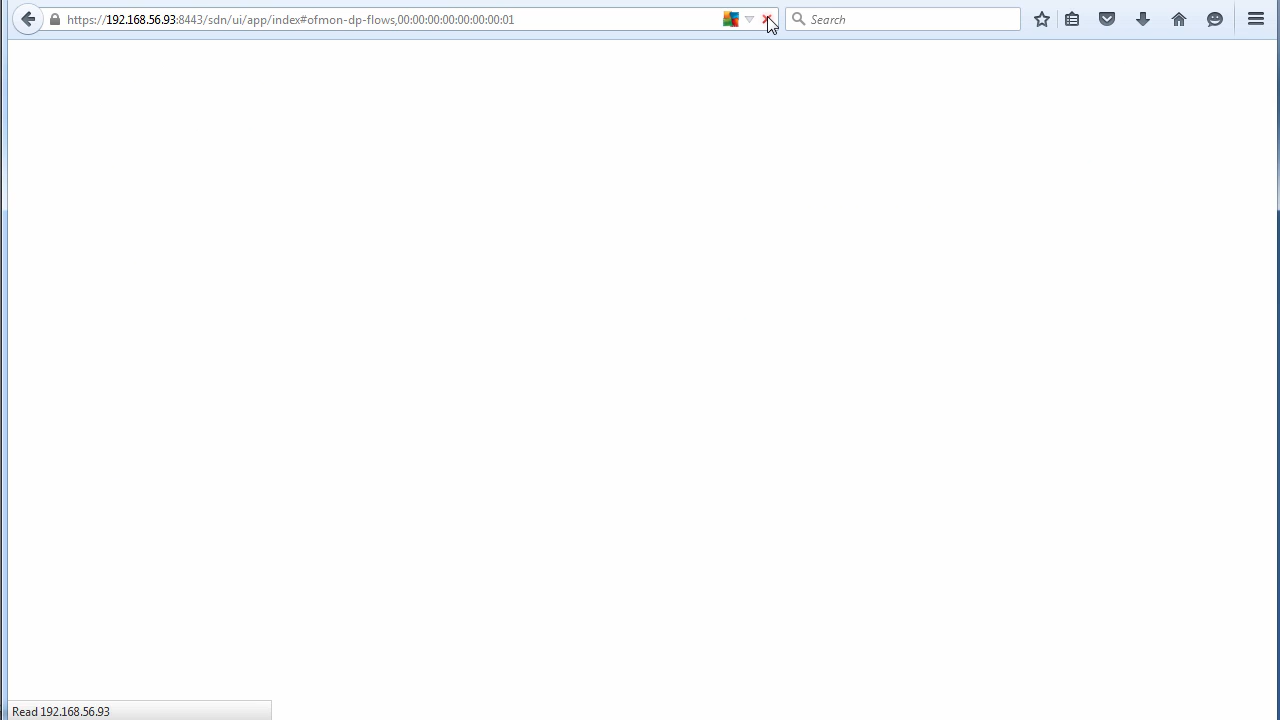 https://192.168.56.93:8443/sdn/ui/app/index#ofmon-dp-flows,00:00:00:00:00:00:00:01
Search
Read 192.168.56.93